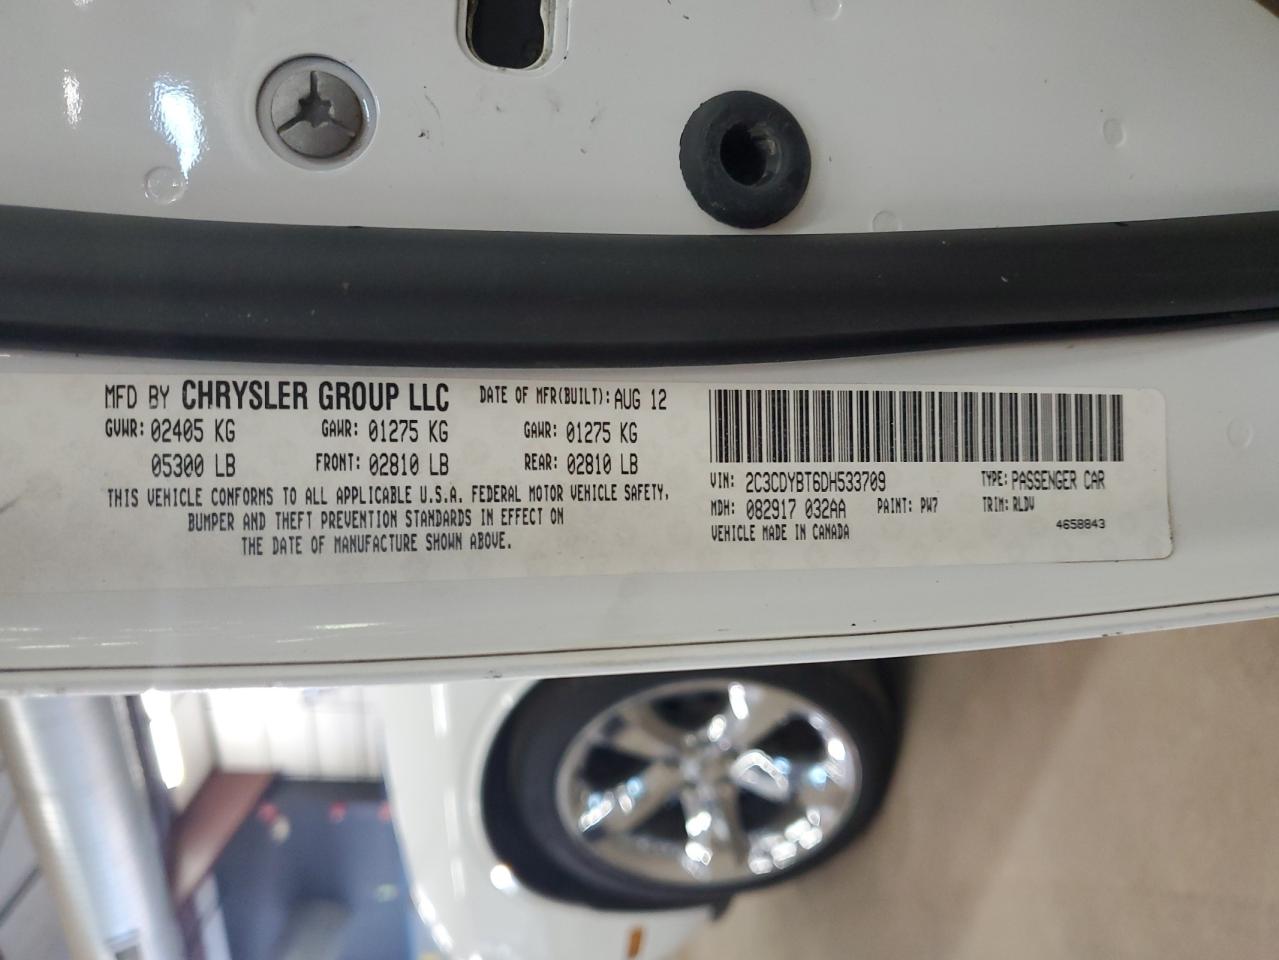 MFD BY CHRYSLER GROUP LLC DATE OF MFR(BUILT): AUG 12
GVWR: 02405 KG GAWR: 01275 KG GAWR: 01275 KG
05300 LB FRONT: 02810 LB REAR: 02810 LB
THIS VEHICLE CONFORMS TO ALL APPLICABLE U.S.A. FEDERAL MOTOR VEHICLE SAFETY,
BUMPER AND THEFT PREVENTION STANDARDS IN EFFECT ON
THE DATE OF MANUFACTURE SHOWN ABOVE.
VIN: 2C3CDYBT6DH533709 TYPE: PASSENGER CAR
MDH: 082917 032AA PAINT: PW7 TRIM: RLDV
VEHICLE MADE IN CANADA 4658843